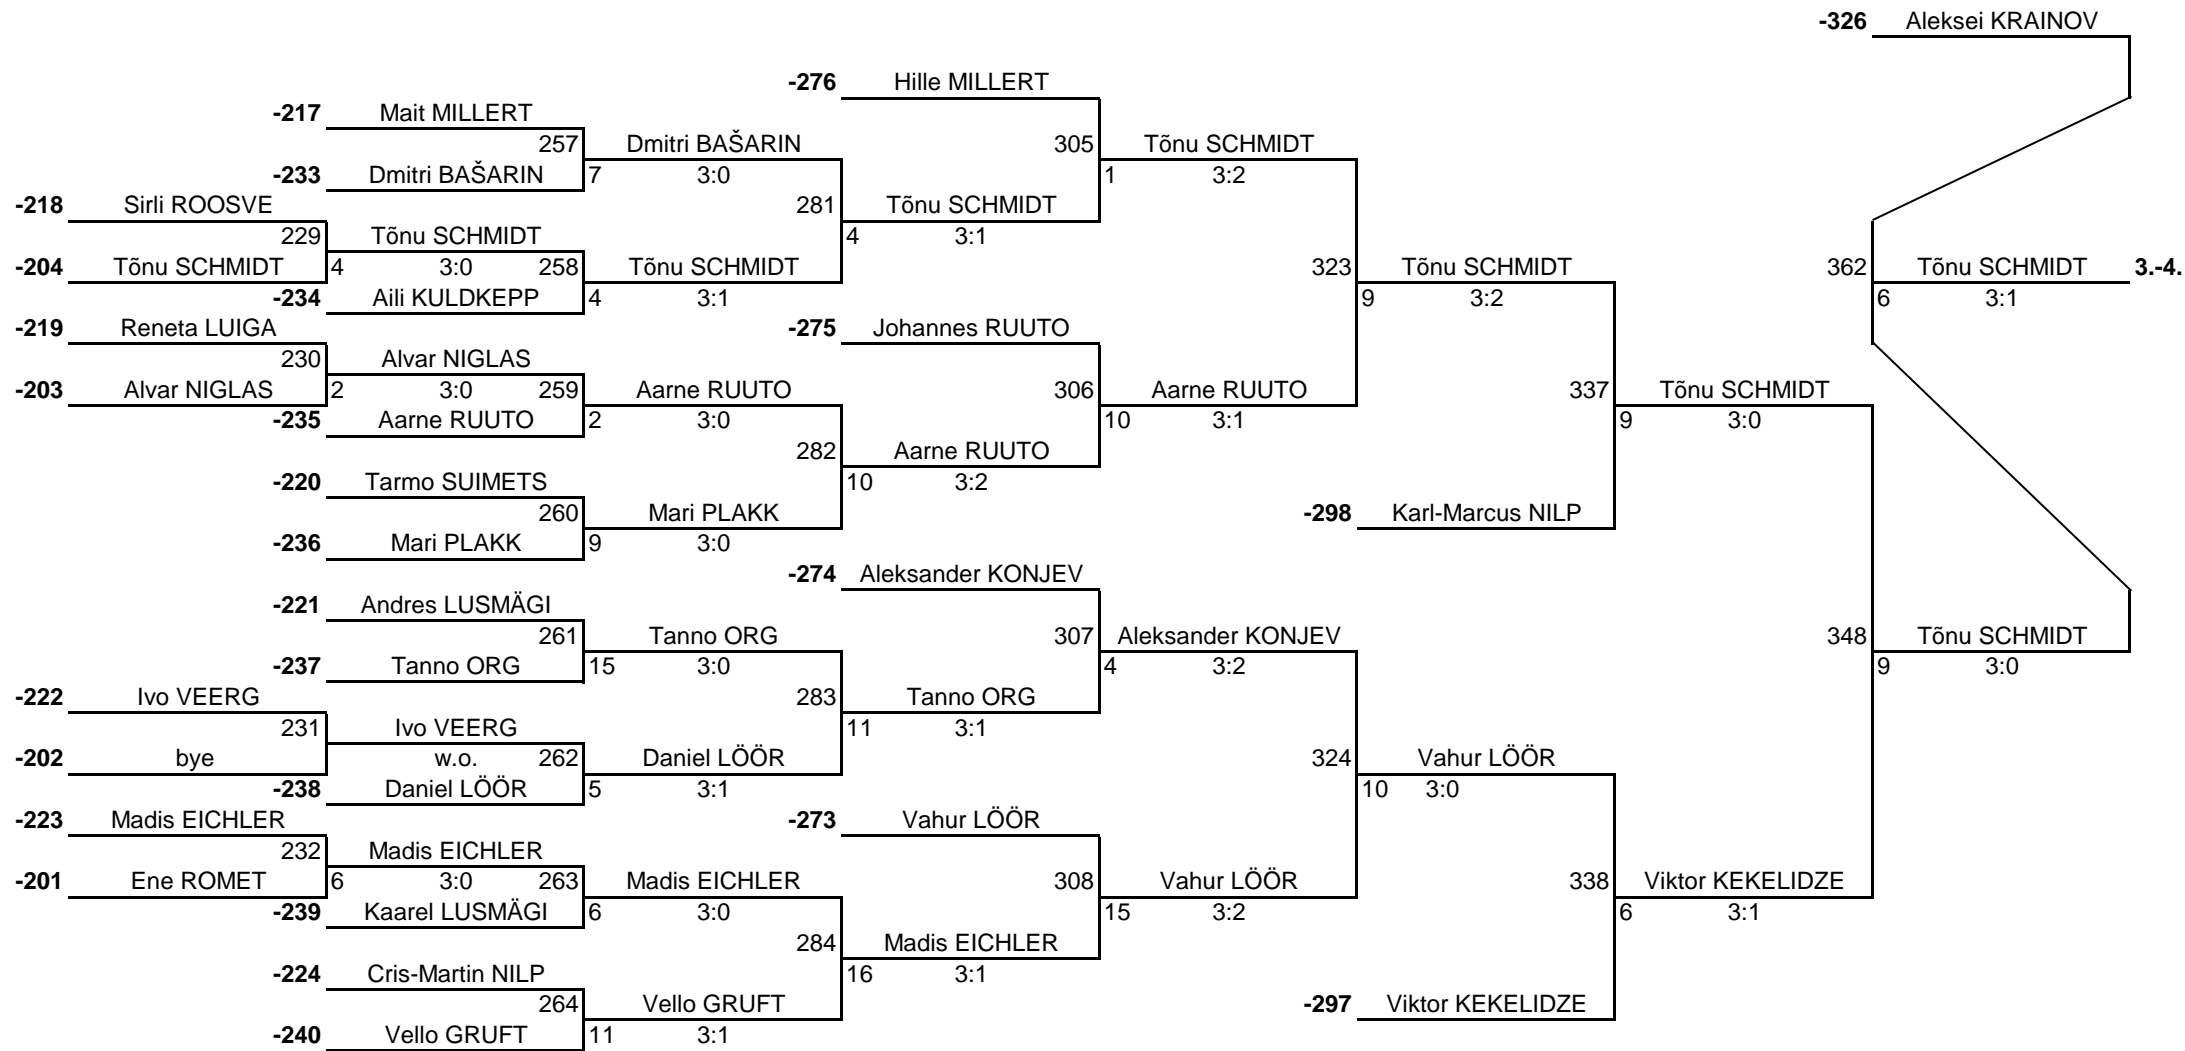 -326 Aleksei KRAINOV
-276 Hille MILLERT
-217 Mait MILLERT
257 Dmitri BAŠARIN 305 Tõnu SCHMIDT
-233 Dmitri BAŠARIN 7 3:0 1 3:2
-218 Sirli ROOSVE 281 Tõnu SCHMIDT
229 Tõnu SCHMIDT 4 3:1
-204 Tõnu SCHMIDT 4 3:0 258 Tõnu SCHMIDT 323 Tõnu SCHMIDT 362 Tõnu SCHMIDT 3.-4.
-234 Aili KULDKEPP 4 3:1 9 3:2 6 3:1
-219 Reneta LUIGA -275 Johannes RUUTO
230 Alvar NIGLAS
-203 Alvar NIGLAS 2 3:0 259 Aarne RUUTO 306 Aarne RUUTO 337 Tõnu SCHMIDT
-235 Aarne RUUTO 2 3:0 10 3:1 9 3:0
282 Aarne RUUTO
-220 Tarmo SUIMETS 10 3:2
260 Mari PLAKK -298 Karl-Marcus NILP
-236 Mari PLAKK 9 3:0
-274 Aleksander KONJEV
-221 Andres LUSMÄGI
261 Tanno ORG 307 Aleksander KONJEV 348 Tõnu SCHMIDT
-237 Tanno ORG 15 3:0 4 3:2 9 3:0
-222 Ivo VEERG 283 Tanno ORG
231 Ivo VEERG 11 3:1
-202 bye w.o. 262 Daniel LÖÖR 324 Vahur LÖÖR
-238 Daniel LÖÖR 5 3:1 10 3:0
-223 Madis EICHLER -273 Vahur LÖÖR
232 Madis EICHLER
-201 Ene ROMET 6 3:0 263 Madis EICHLER 308 Vahur LÖÖR 338 Viktor KEKELIDZE
-239 Kaarel LUSMÄGI 6 3:0 15 3:2 6 3:1
284 Madis EICHLER
-224 Cris-Martin NILP 16 3:1
264 Vello GRUFT -297 Viktor KEKELIDZE
-240 Vello GRUFT 11 3:1